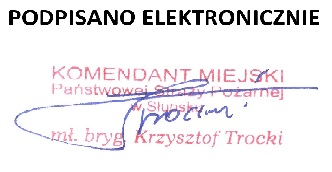 PODPISANO ELEKTRONICZNIE
KOMENDANT MIEJSKI
Państwowej Straży Pożarnej
w Słupsku
mł. bryg. Krzysztof Trocki